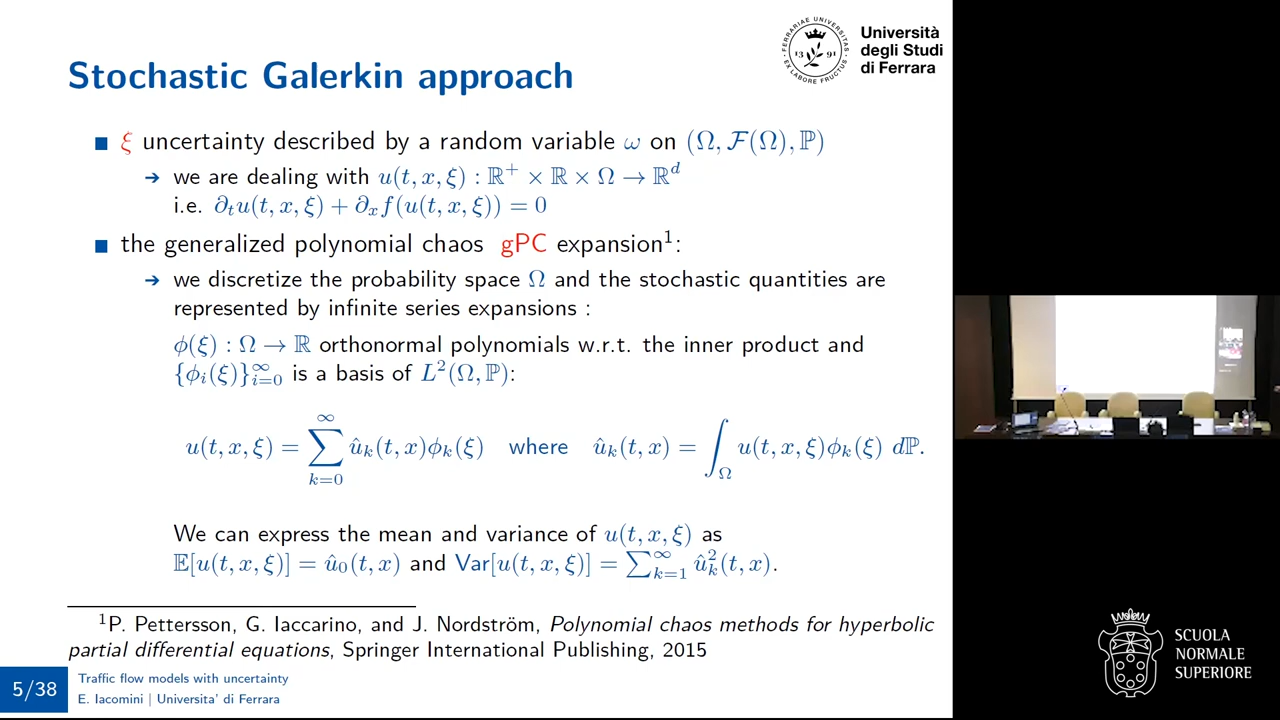 Università
degli Studi
di Ferrara
Stochastic Galerkin approach
ξ uncertainty described by a random variable ω on (Ω, ℱ(Ω), ℙ)
➔ we are dealing with u(t, x, ξ) : ℝ⁺ × ℝ × Ω → ℝᵈ
i.e. ∂ₜu(t, x, ξ) + ∂ₓf(u(t, x, ξ)) = 0
the generalized polynomial chaos gPC expansion¹:
➔ we discretize the probability space Ω and the stochastic quantities are
represented by infinite series expansions :
ϕ(ξ) : Ω → ℝ orthonormal polynomials w.r.t. the inner product and
{ϕᵢ(ξ)}∞ᵢ₌₀ is a basis of L²(Ω, ℙ):
u(t, x, ξ) = ∑_{k=0}^{∞} ûₖ(t, x)ϕₖ(ξ) where ûₖ(t, x) = ∫_Ω u(t, x, ξ)ϕₖ(ξ) dℙ.
We can express the mean and variance of u(t, x, ξ) as
𝔼[u(t, x, ξ)] = û₀(t, x) and Var[u(t, x, ξ)] = ∑_{k=1}^{∞} û²ₖ(t, x).
¹P. Pettersson, G. Iaccarino, and J. Nordström, Polynomial chaos methods for hyperbolic
partial differential equations, Springer International Publishing, 2015
5/38
Traffic flow models with uncertainty
E. Iacomini | Universita' di Ferrara
SCUOLA
NORMALE
SUPERIORE